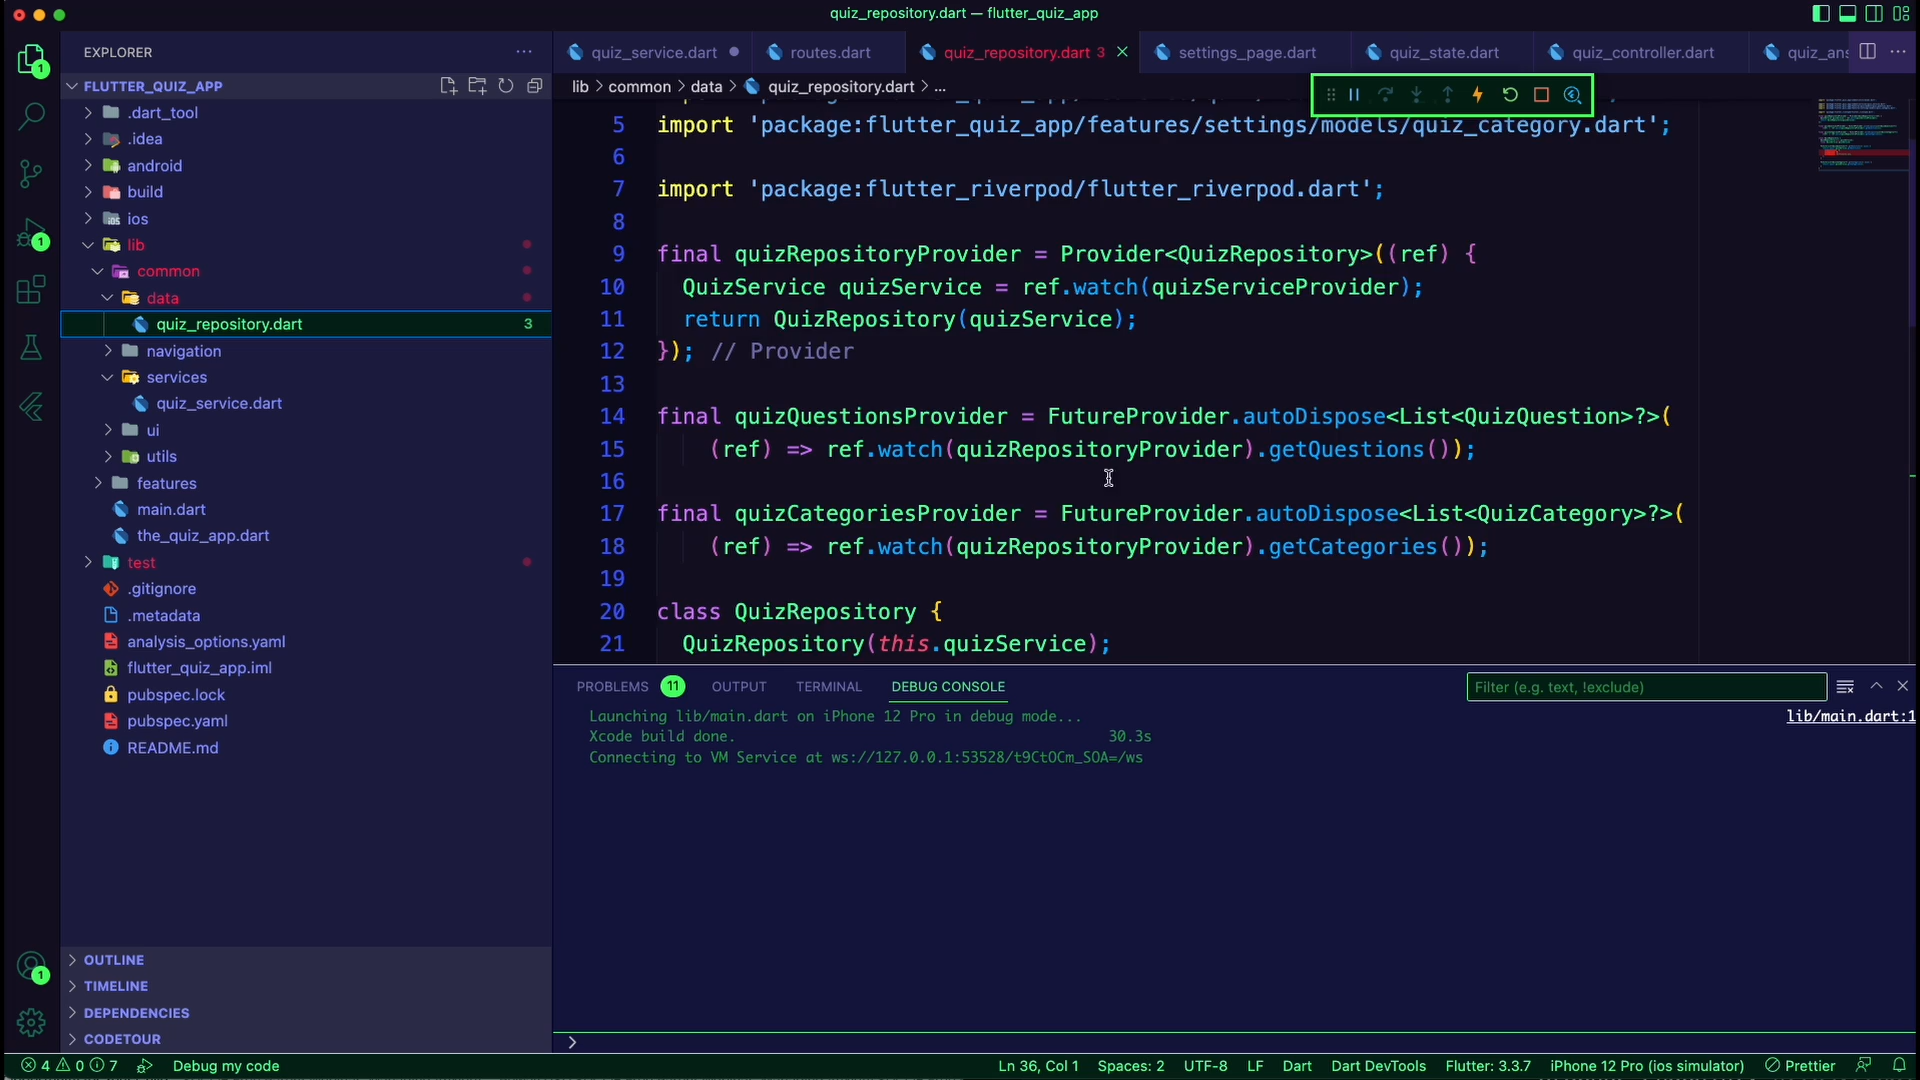 quiz_repository.dart — flutter_quiz_app
EXPLORER
quiz_service.dart
routes.dart
quiz_repository.dart 3
settings_page.dart
quiz_state.dart
quiz_controller.dart
quiz_ans
FLUTTER_QUIZ_APP
.dart_tool
.idea
android
build
ios
lib
common
data
quiz_repository.dart 3
navigation
services
quiz_service.dart
ui
utils
features
main.dart
the_quiz_app.dart
test
.gitignore
.metadata
analysis_options.yaml
flutter_quiz_app.iml
pubspec.lock
pubspec.yaml
README.md
OUTLINE
TIMELINE
DEPENDENCIES
CODETOUR
1
1
1
lib > common > data > quiz_repository.dart > ...
5 import 'package:flutter_quiz_app/features/settings/models/quiz_category.dart';
6
7 import 'package:flutter_riverpod/flutter_riverpod.dart';
8
9 final quizRepositoryProvider = Provider<QuizRepository>((ref) {
10 QuizService quizService = ref.watch(quizServiceProvider);
11 return QuizRepository(quizService);
12 }); // Provider
13
14 final quizQuestionsProvider = FutureProvider.autoDispose<List<QuizQuestion>?>(
15 (ref) => ref.watch(quizRepositoryProvider).getQuestions());
16
17 final quizCategoriesProvider = FutureProvider.autoDispose<List<QuizCategory>?>(
18 (ref) => ref.watch(quizRepositoryProvider).getCategories());
19
20 class QuizRepository {
21 QuizRepository(this.quizService);
PROBLEMS 11 OUTPUT TERMINAL DEBUG CONSOLE
Filter (e.g. text, !exclude)
Launching lib/main.dart on iPhone 12 Pro in debug mode...
lib/main.dart:1
Xcode build done. 30.3s
Connecting to VM Service at ws://127.0.0.1:53528/t9CtOCm_SOA=/ws
>
4 0 7 Debug my code
Ln 36, Col 1 Spaces: 2 UTF-8 LF Dart Dart DevTools Flutter: 3.3.7 iPhone 12 Pro (ios simulator) Prettier